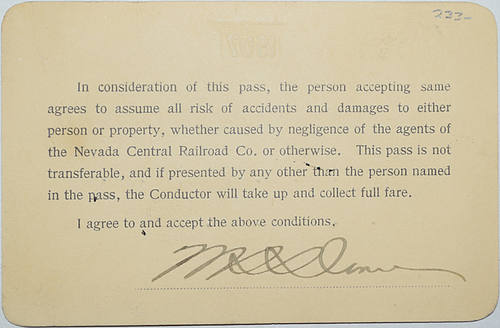 233-
In consideration of this pass, the person accepting same
agrees to assume all risk of accidents and damages to either
person or property, whether caused by negligence of the agents of
the Nevada Central Railroad Co. or otherwise. This pass is not
transferable, and if presented by any other than the person named
in the pass, the Conductor will take up and collect full fare.
I agree to and accept the above conditions.